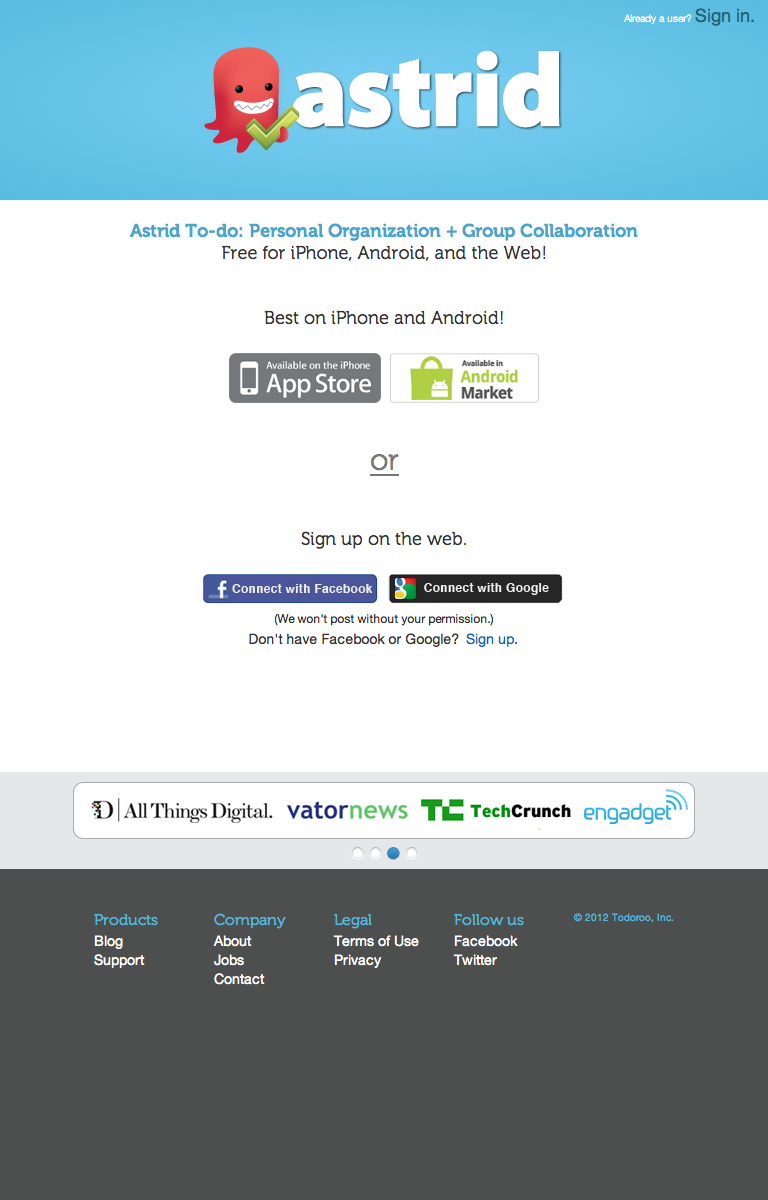 Already a user? Sign in.
astrid
Astrid To-do: Personal Organization + Group Collaboration
Free for iPhone, Android, and the Web!
Best on iPhone and Android!
Available on the iPhone
App Store
Available in
Android
Market
or
Sign up on the web.
f Connect with Facebook
g Connect with Google
(We won't post without your permission.)
Don't have Facebook or Google? Sign up.
D All Things Digital.
vatornews
TC TechCrunch
engadget
Products
Blog
Support
Company
About
Jobs
Contact
Legal
Terms of Use
Privacy
Follow us
Facebook
Twitter
© 2012 Todoroo, Inc.